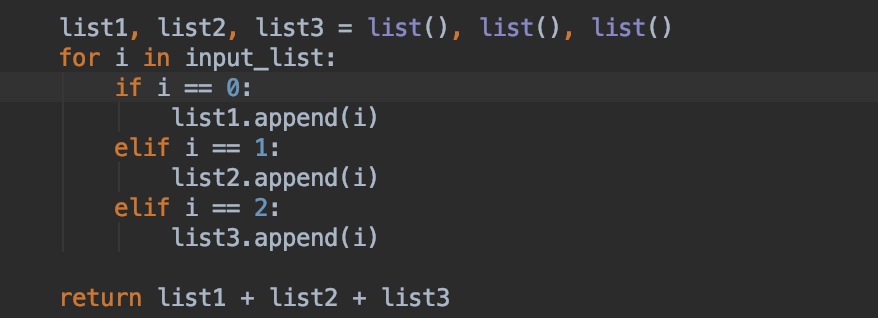 list1, list2, list3 = list(), list(), list()
for i in input_list:
    if i == 0:
        list1.append(i)
    elif i == 1:
        list2.append(i)
    elif i == 2:
        list3.append(i)

return list1 + list2 + list3